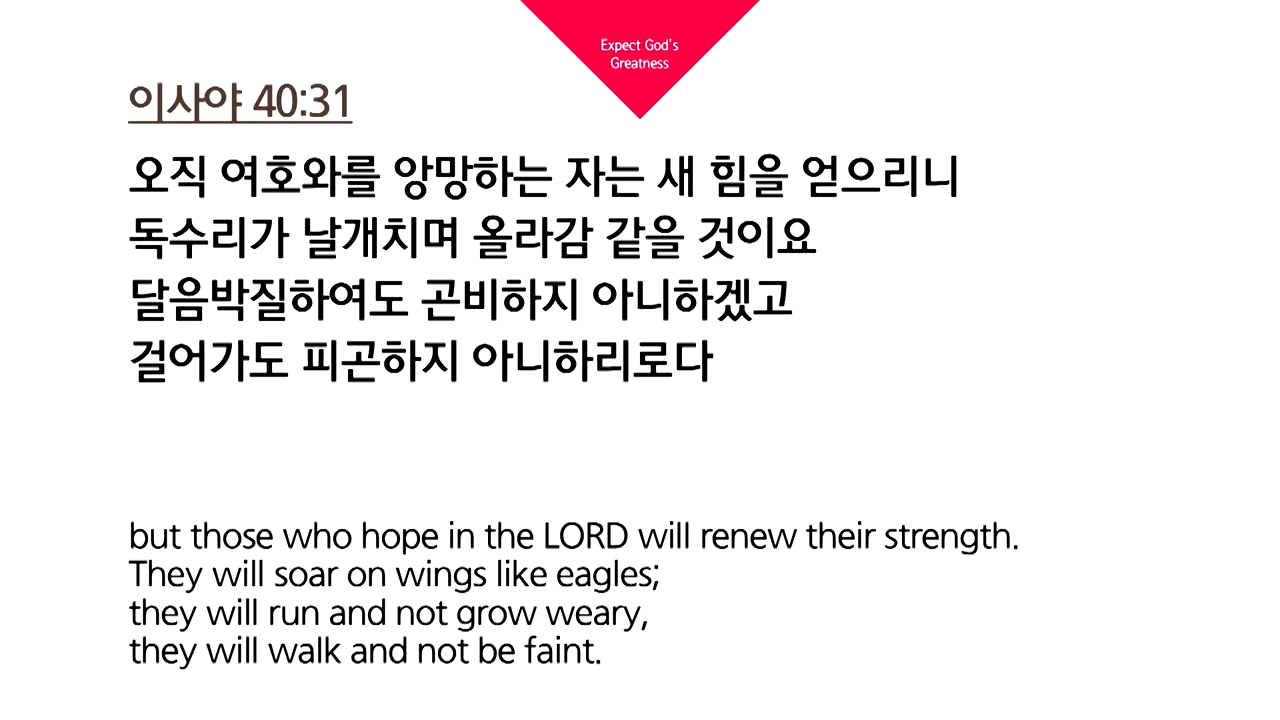 Expect God's
Greatness
이사야 40:31
오직 여호와를 앙망하는 자는 새 힘을 얻으리니
독수리가 날개치며 올라감 같을 것이요
달음박질하여도 곤비하지 아니하겠고
걸어가도 피곤하지 아니하리로다
but those who hope in the LORD will renew their strength.
They will soar on wings like eagles;
they will run and not grow weary,
they will walk and not be faint.